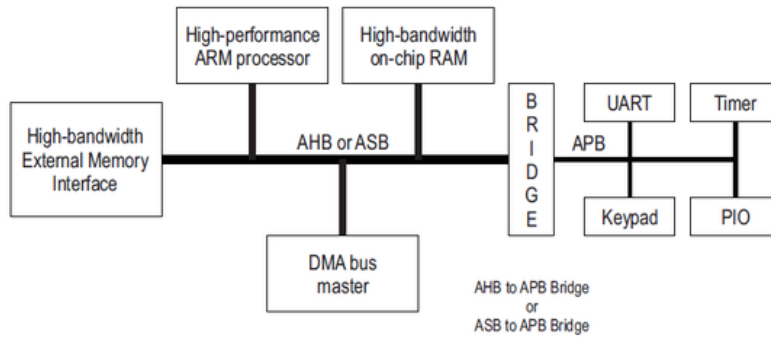 High-performance
ARM processor
High-bandwidth
on-chip RAM
High-bandwidth
External Memory
Interface
AHB or ASB
B
R
I
D
G
E
APB
UART
Timer
Keypad
PIO
DMA bus
master
AHB to APB Bridge
or
ASB to APB Bridge